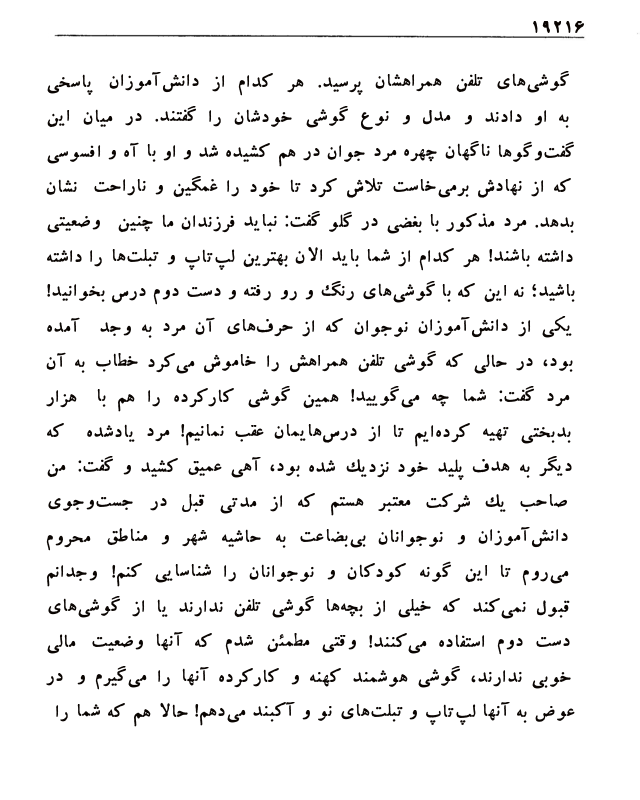 ۱۹۲۱۶
گوشی‌های تلفن همراهشان پرسید. هر کدام از دانش‌آموزان پاسخی
به او دادند و مدل و نوع گوشی خودشان را گفتند. در میان این
گفت‌وگوها ناگهان چهره مرد جوان در هم کشیده شد و او با آه و افسوسی
که از نهادش برمی‌خاست تلاش کرد تا خود را غمگین و ناراحت نشان
بدهد. مرد مذکور با بغضی در گلو گفت: نباید فرزندان ما چنین وضعیتی
داشته باشند! هر کدام از شما باید الان بهترین لپ‌تاپ و تبلت‌ها را داشته
باشید؛ نه این که با گوشی‌های رنگ و رو رفته و دست دوم درس بخوانید!
یکی از دانش‌آموزان نوجوان که از حرف‌های آن مرد به وجد آمده
بود، در حالی که گوشی تلفن همراهش را خاموش می‌کرد خطاب به آن
مرد گفت: شما چه می‌گویید! همین گوشی کارکرده را هم با هزار
بدبختی تهیه کرده‌ایم تا از درس‌هایمان عقب نمانیم! مرد یادشده که
دیگر به هدف پلید خود نزدیك شده بود، آهی عمیق کشید و گفت: من
صاحب یك شرکت معتبر هستم که از مدتی قبل در جست‌وجوی
دانش‌آموزان و نوجوانان بی‌بضاعت به حاشیه شهر و مناطق محروم
می‌روم تا این گونه کودکان و نوجوانان را شناسایی کنم! وجدانم
قبول نمی‌کند که خیلی از بچه‌ها گوشی تلفن ندارند یا از گوشی‌های
دست دوم استفاده می‌کنند! وقتی مطمئن شدم که آنها وضعیت مالی
خوبی ندارند، گوشی هوشمند کهنه و کارکرده آنها را می‌گیرم و در
عوض به آنها لپ‌تاپ و تبلت‌های نو و آکبند می‌دهم! حالا هم که شما را